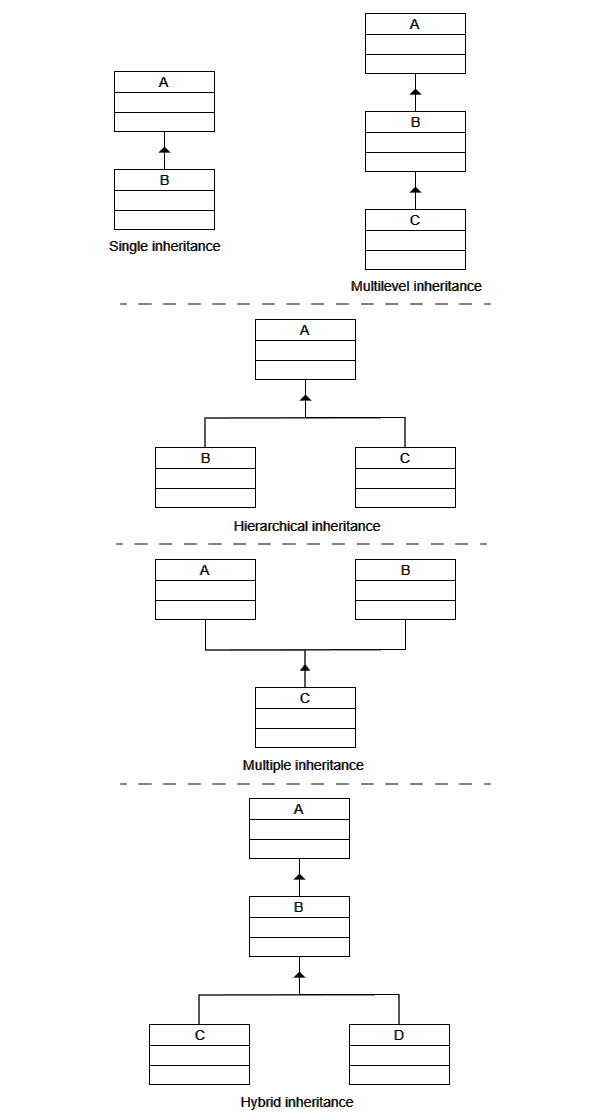 A
B
Single inheritance
A
B
C
Multilevel inheritance
A
B C
Hierarchical inheritance
A B
C
Multiple inheritance
A
B
C D
Hybrid inheritance